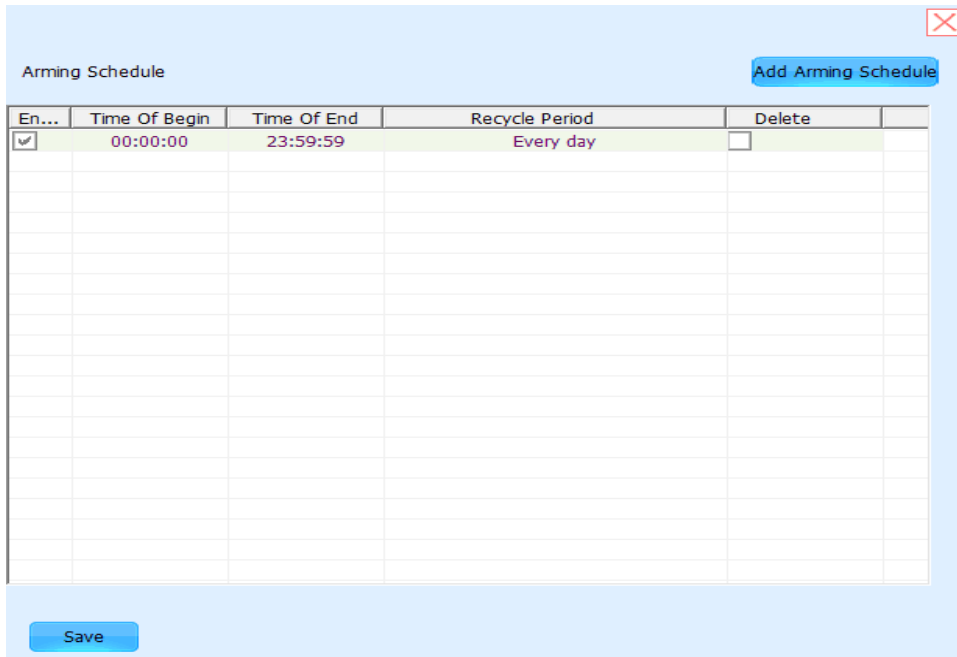 Arming Schedule
Add Arming Schedule
En... Time Of Begin Time Of End Recycle Period Delete
00:00:00 23:59:59 Every day
Save